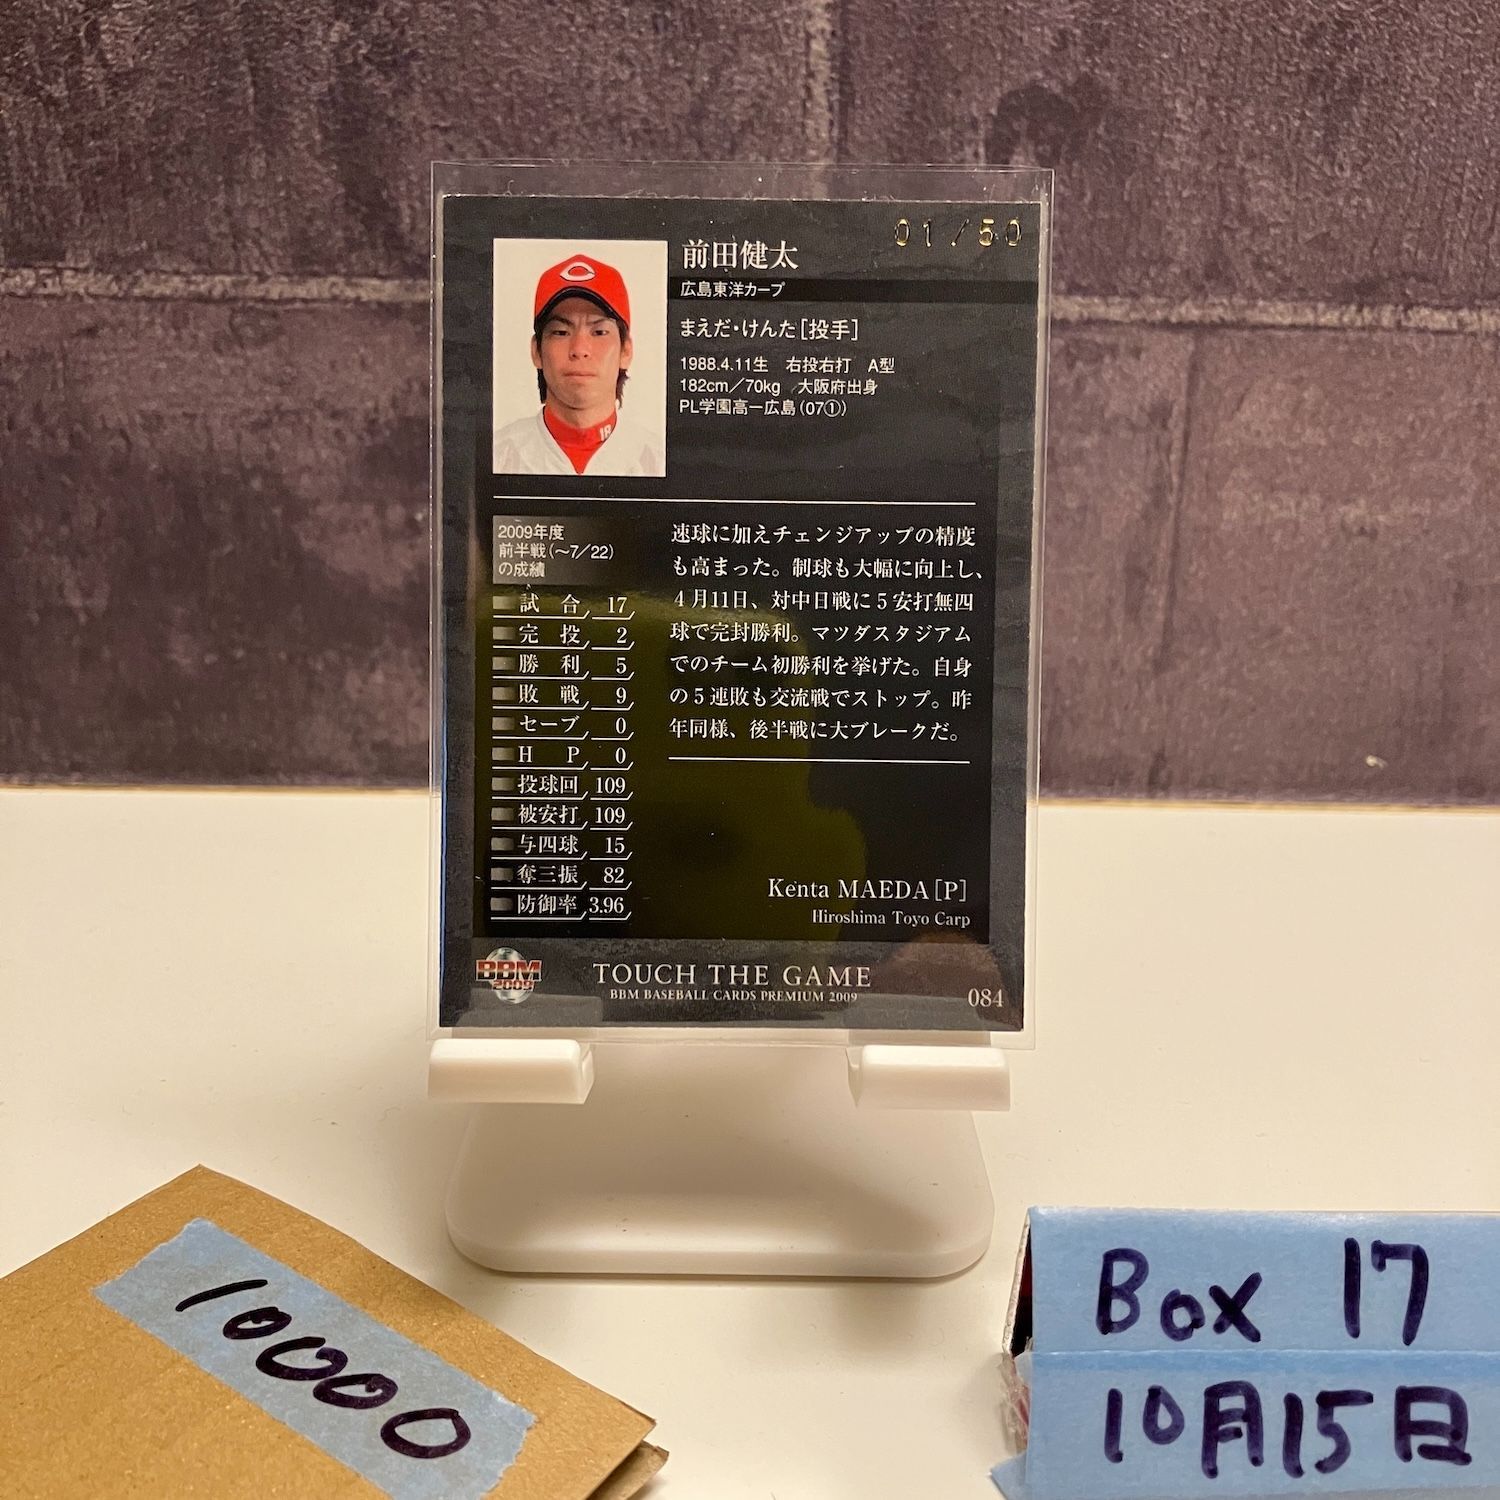 01/50
前田健太
広島東洋カープ
まえだ・けんた[投手]
1988.4.11生 右投右打 A型
182cm/70kg 大阪府出身
PL学園高ー広島(07①)
18
2009年度
前半戦(〜7/22)
の成績
試合 17
完投 2
勝利 5
敗戦 9
セーブ 0
HP 0
投球回 109
被安打 109
与四球 15
奪三振 82
防御率 3.96
速球に加えチェンジアップの精度
も高まった。制球も大幅に向上し、
4月11日、対中日戦に5安打無四
球で完封勝利。マツダスタジアム
でのチーム初勝利を挙げた。自身
の5連敗も交流戦でストップ。昨
年同様、後半戦に大ブレークだ。
Kenta MAEDA[P]
Hiroshima Toyo Carp
BBM
2009
TOUCH THE GAME
BBM BASEBALL CARDS PREMIUM 2009
084
10000
Box 17
10月15日